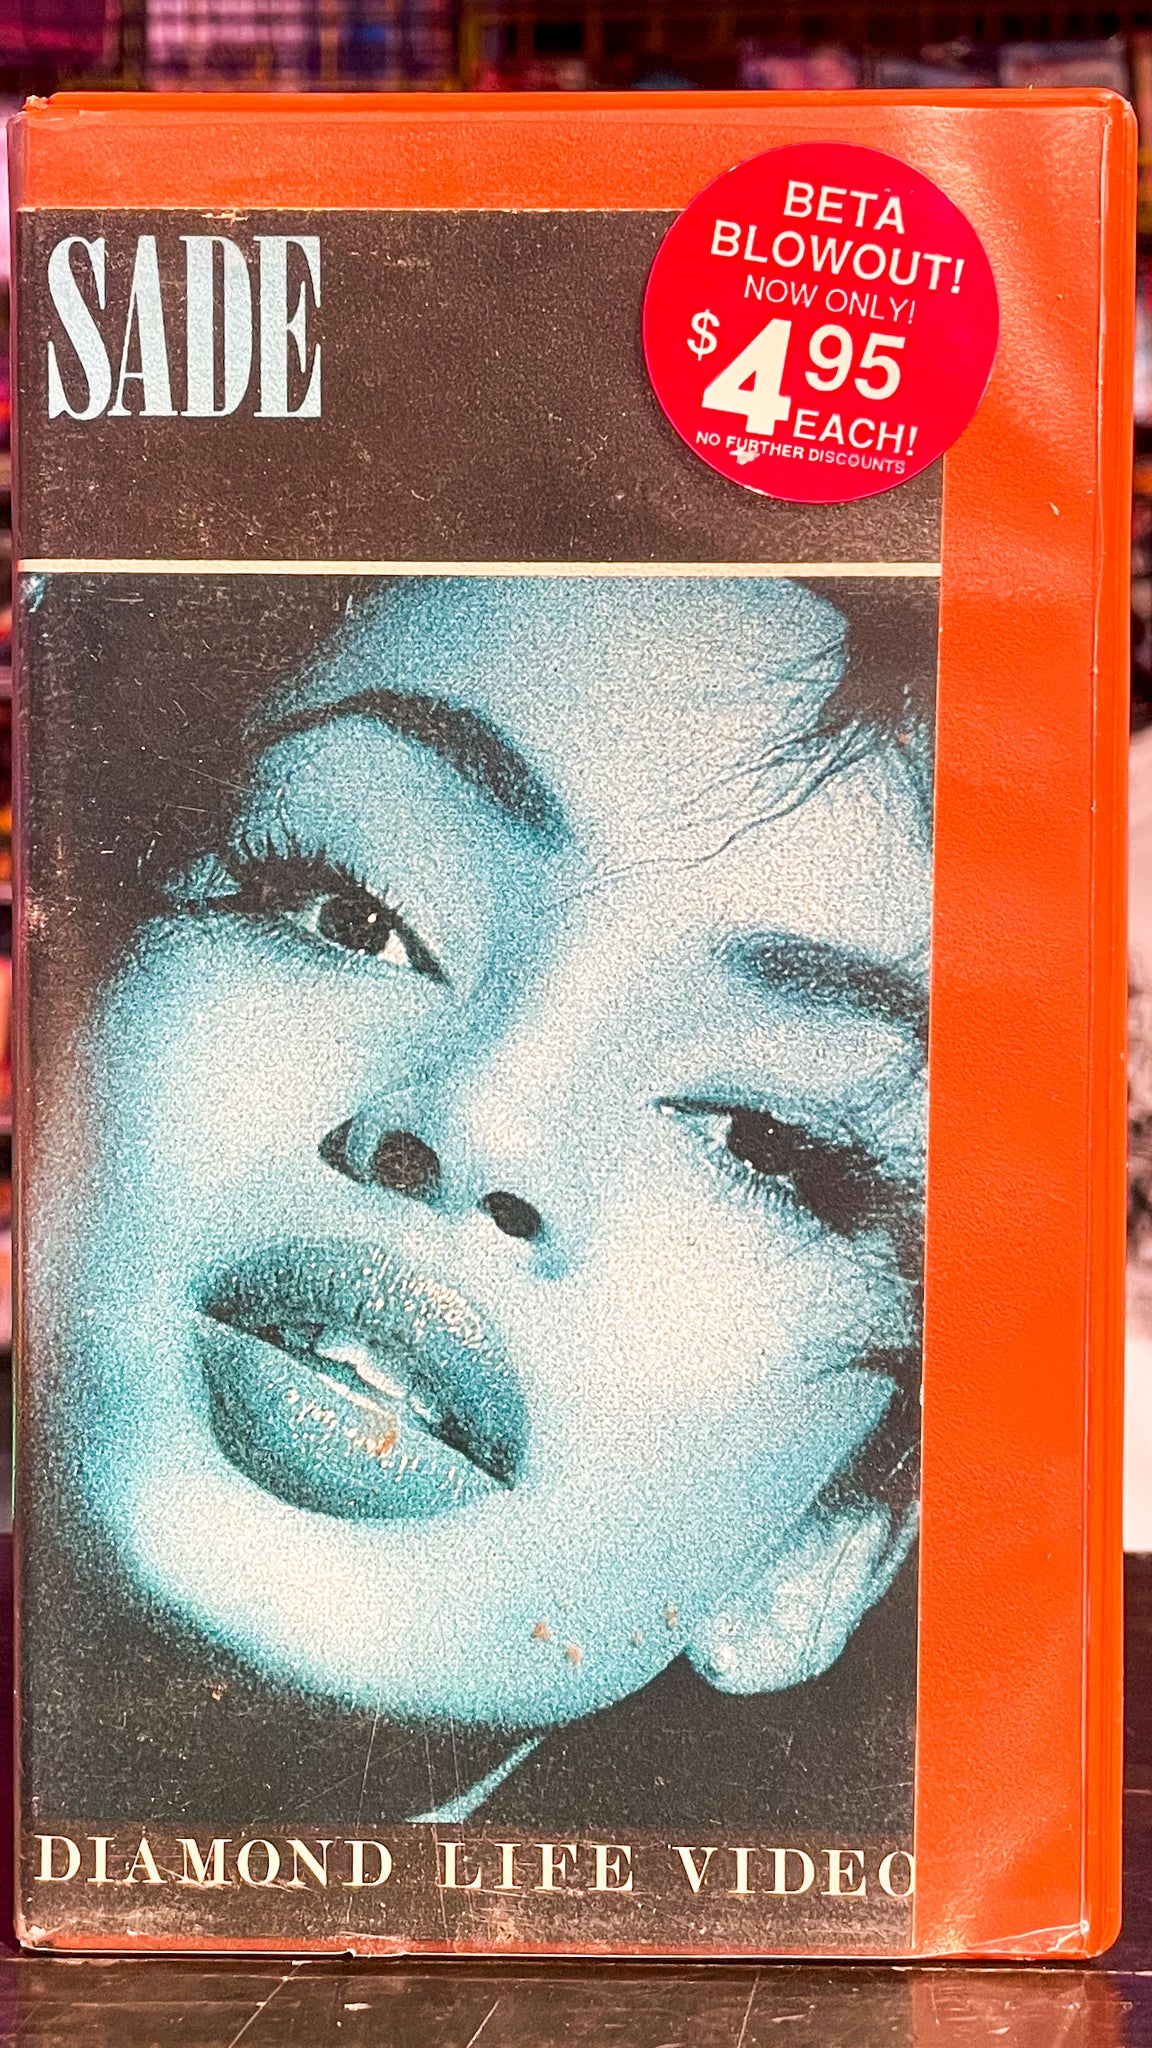 SADE
BETA
BLOWOUT!
NOW ONLY!
$4.95
EACH!
NO FURTHER DISCOUNTS
DIAMOND LIFE VIDEO